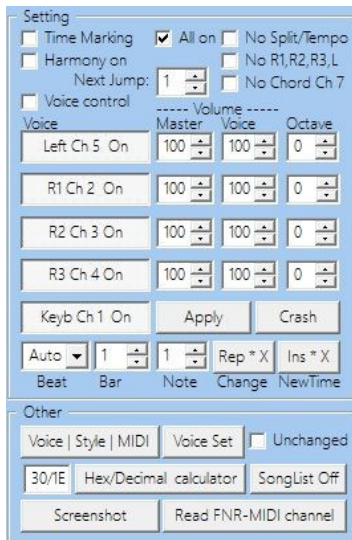 Setting
Time Marking All on No Split/Tempo
Harmony on No R1,R2,R3,L
Next Jump: 1 No Chord Ch 7
Voice control ----- Volume -----
Voice Master Voice Octave
Left Ch 5 On 100 100 0
R1 Ch 2 On 100 100 0
R2 Ch 3 On 100 100 0
R3 Ch 4 On 100 100 0
Keyb Ch 1 On Apply Crash
Auto 1 1 Rep * X Ins * X
Beat Bar Note Change NewTime
Other
Voice | Style | MIDI Voice Set Unchanged
30/1E Hex/Decimal calculator SongList Off
Screenshot Read FNR-MIDI channel